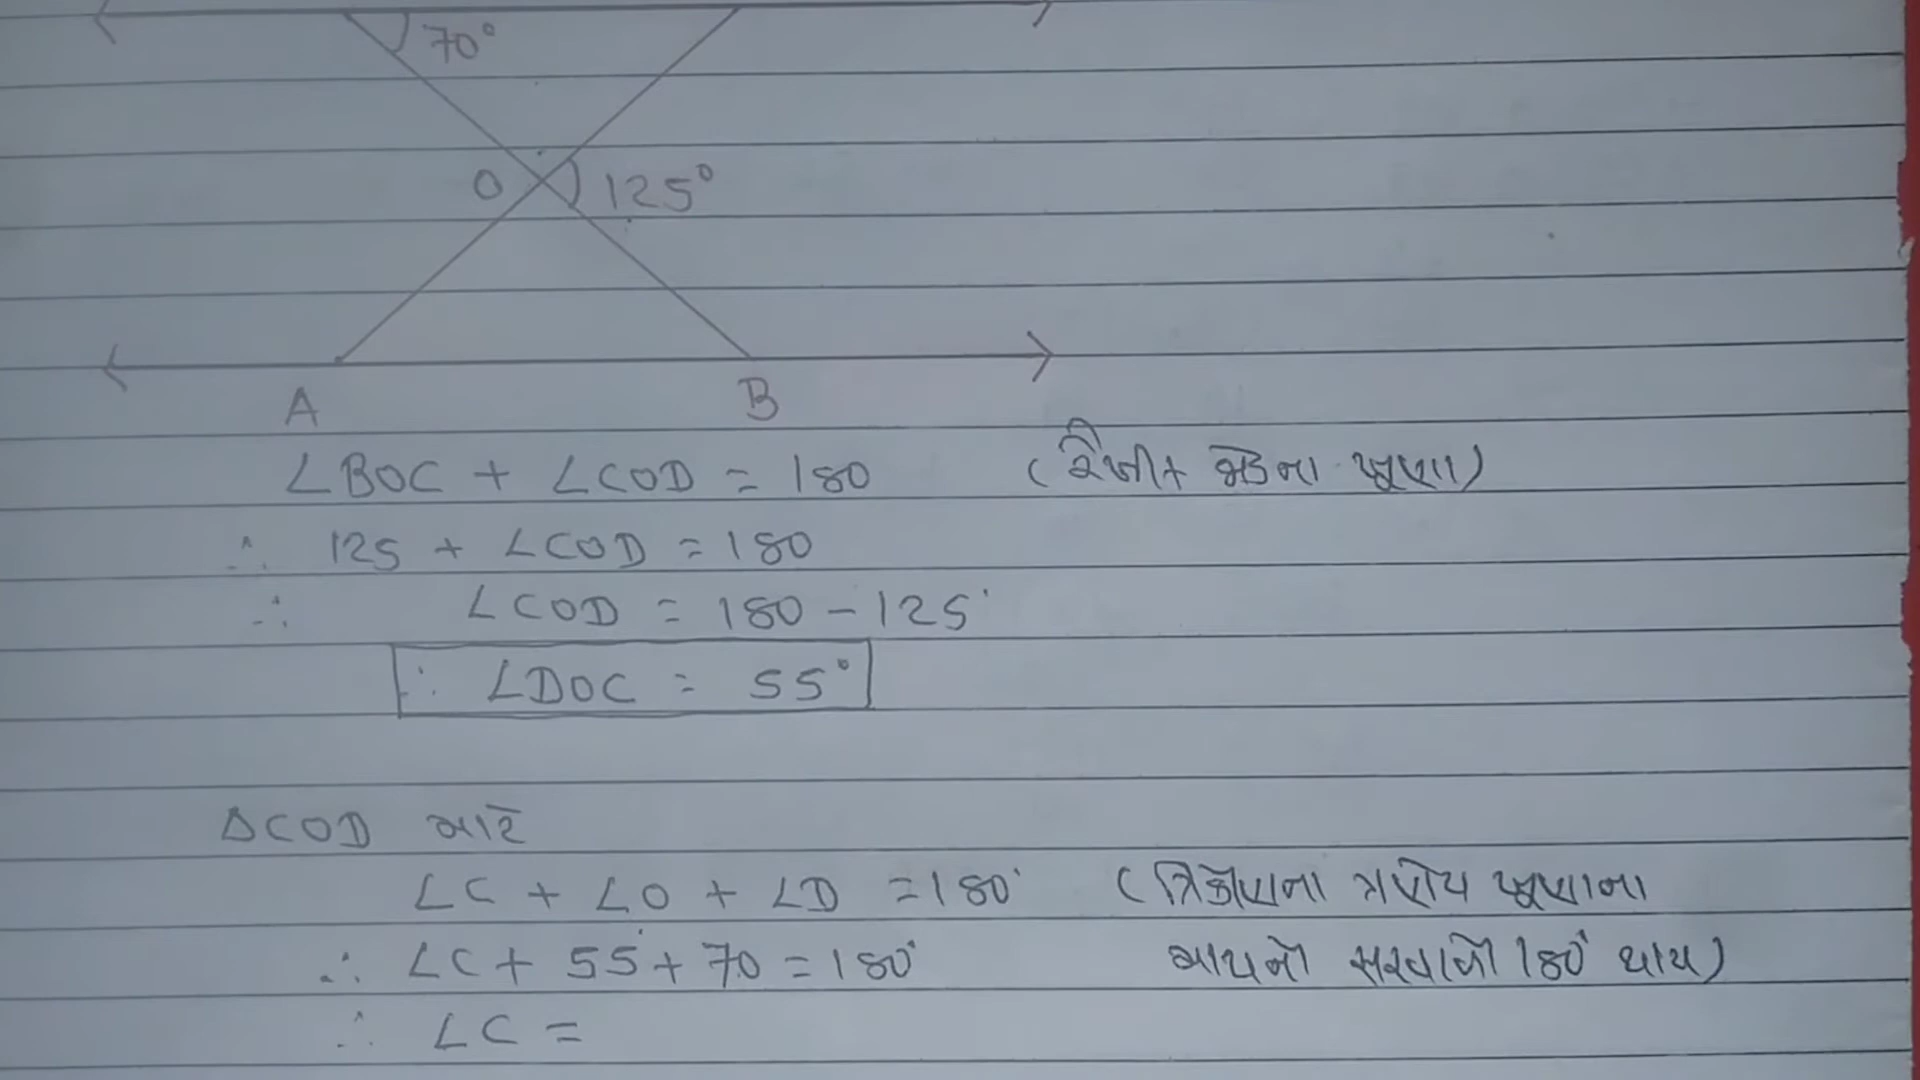 70°
O 125°
A B
∠BOC + ∠COD = 180 (રૈખીક જોડના ખૂણા)
∴ 125 + ∠COD = 180
∴ ∠COD = 180 - 125°
∴ ∠DOC = 55°
ΔCOD માટે
∠C + ∠O + ∠D = 180° (ત્રિકોણના ત્રણેય ખૂણાના
∴ ∠C + 55 + 70 = 180° માપનો સરવાળો 180° થાય)
∴ ∠C =